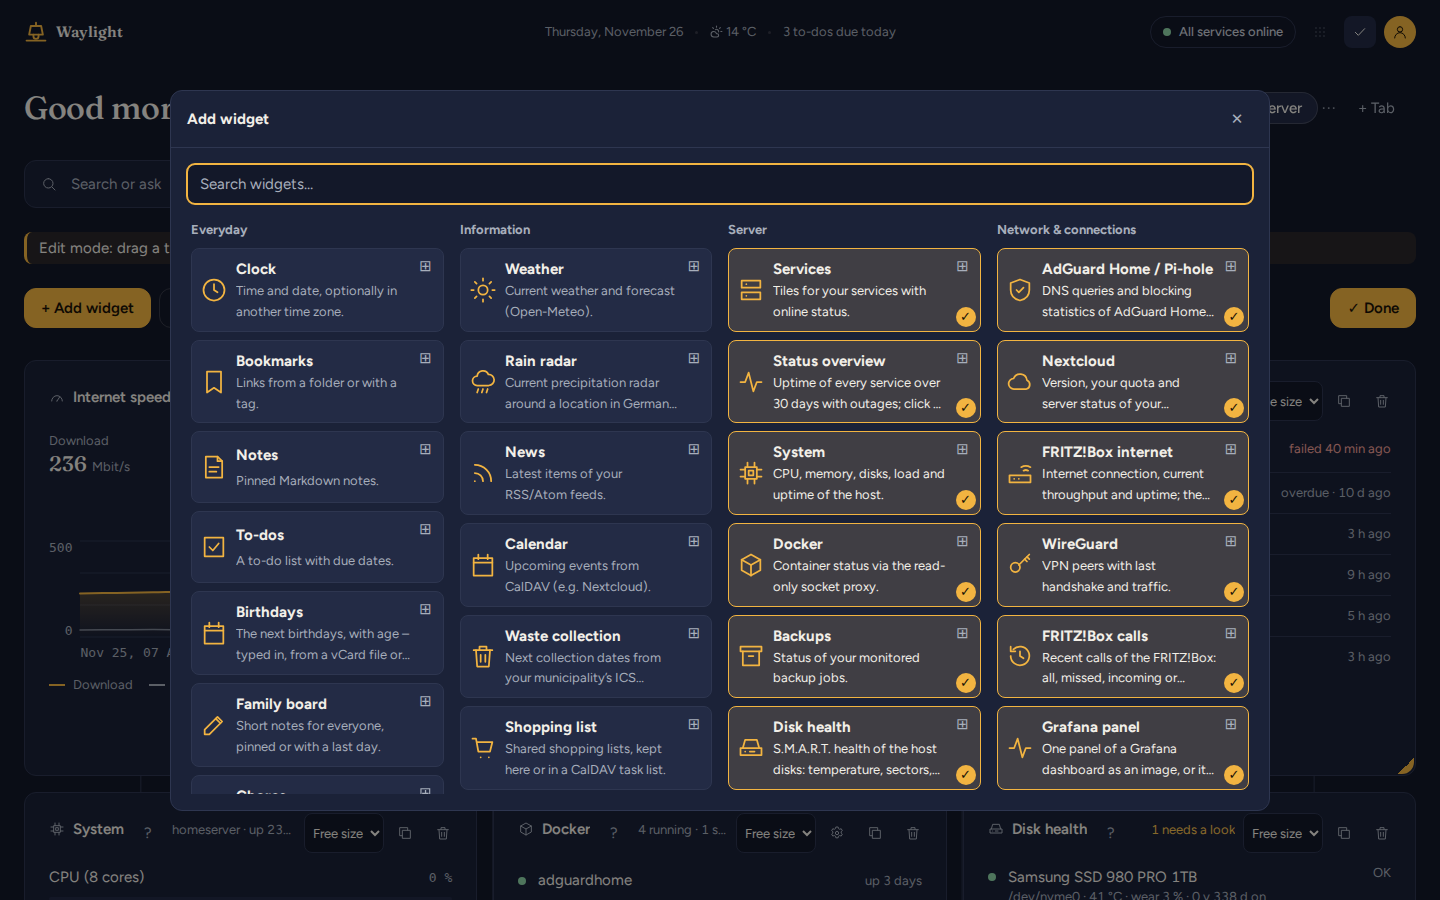 Waylight
Thursday, November 26 · 14 °C · 3 to-dos due today
All services online
Good mor
erver
···
+ Tab
Add widget
Search or ask
Search widgets...
Edit mode: drag a t
+ Add widget
✓ Done
Everyday
Clock
Time and date, optionally in
another time zone.
Bookmarks
Links from a folder or with a
tag.
Notes
Pinned Markdown notes.
To-dos
A to-do list with due dates.
Birthdays
The next birthdays, with age –
typed in, from a vCard file or...
Family board
Short notes for everyone,
pinned or with a last day.
Information
Weather
Current weather and forecast
(Open-Meteo).
Rain radar
Current precipitation radar
around a location in German...
News
Latest items of your
RSS/Atom feeds.
Calendar
Upcoming events from
CalDAV (e.g. Nextcloud).
Waste collection
Next collection dates from
your municipality's ICS...
Shopping list
Shared shopping lists, kept
here or in a CalDAV task list.
Server
Services
Tiles for your services with
online status.
Status overview
Uptime of every service over
30 days with outages; click ...
System
CPU, memory, disks, load and
uptime of the host.
Docker
Container status via the read-
only socket proxy.
Backups
Status of your monitored
backup jobs.
Disk health
S.M.A.R.T. health of the host
disks: temperature, sectors,...
Network & connections
AdGuard Home / Pi-hole
DNS queries and blocking
statistics of AdGuard Home...
Nextcloud
Version, your quota and
server status of your...
FRITZ!Box internet
Internet connection, current
throughput and uptime; the...
WireGuard
VPN peers with last
handshake and traffic.
FRITZ!Box calls
Recent calls of the FRITZ!Box:
all, missed, incoming or...
Grafana panel
One panel of a Grafana
dashboard as an image, or it...
Internet speed
Download
236 Mbit/s
500
0
Nov 25, 07 A
Download
e size
failed 40 min ago
overdue · 10 d ago
3 h ago
9 h ago
5 h ago
3 h ago
System ? homeserver · up 23... Free size
CPU (8 cores) 0 %
Docker ? 4 running · 1 s... Free size
adguardhome up 3 days
Disk health ? 1 needs a look Free size
Samsung SSD 980 PRO 1TB OK
/dev/nvme0 · 41 °C · wear 3 % · 0 y 338 d on